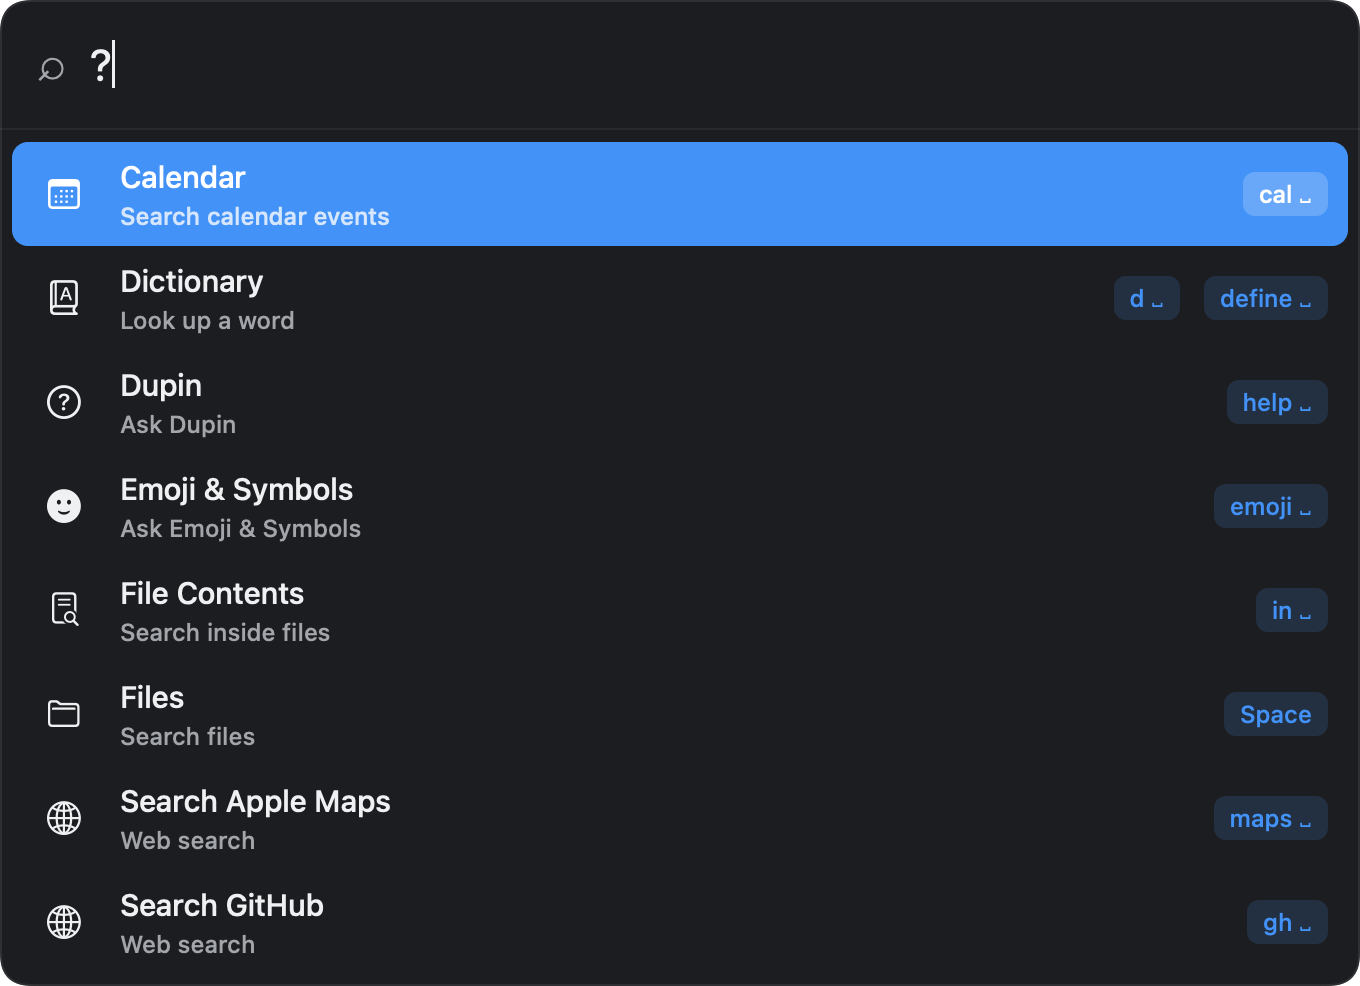 ?
Calendar
Search calendar events
cal ⎵
Dictionary
Look up a word
d ⎵ define ⎵
Dupin
Ask Dupin
help ⎵
Emoji & Symbols
Ask Emoji & Symbols
emoji ⎵
File Contents
Search inside files
in ⎵
Files
Search files
Space
Search Apple Maps
Web search
maps ⎵
Search GitHub
Web search
gh ⎵